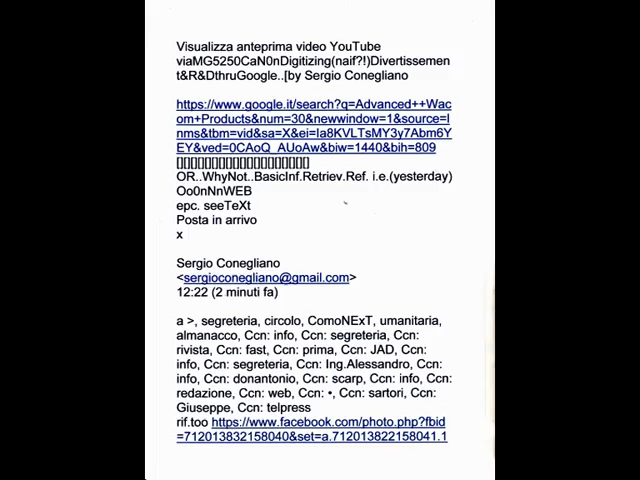 Visualizza anteprima video YouTube
viaMG5250CaN0nDigitizing(naif?!)Divertissemen
t&R&DthruGoogle..[by Sergio Conegliano
https://www.google.it/search?q=Advanced++Wac
om+Products&num=30&newwindow=1&source=l
nms&tbm=vid&sa=X&ei=Ia8KVLTsMY3y7Abm6Y
EY&ved=0CAoQ_AUoAw&biw=1440&bih=809
▯▯▯▯▯▯▯▯▯▯▯▯▯▯▯▯▯▯▯
OR..WhyNot..BasicInf.Retriev.Ref. i.e.(yesterday)
Oo0nNnWEB
epc. seeTeXt
Posta in arrivo
x
Sergio Conegliano
<sergioconegliano@gmail.com>
12:22 (2 minuti fa)
a >, segreteria, circolo, ComoNExT, umanitaria,
almanacco, Ccn: info, Ccn: segreteria, Ccn:
rivista, Ccn: fast, Ccn: prima, Ccn: JAD, Ccn:
info, Ccn: segreteria, Ccn: Ing.Alessandro, Ccn:
info, Ccn: donantonio, Ccn: scarp, Ccn: info, Ccn:
redazione, Ccn: web, Ccn: •, Ccn: sartori, Ccn:
Giuseppe, Ccn: telpress
rif.too https://www.facebook.com/photo.php?fbid
=712013832158040&set=a.712013822158041.1